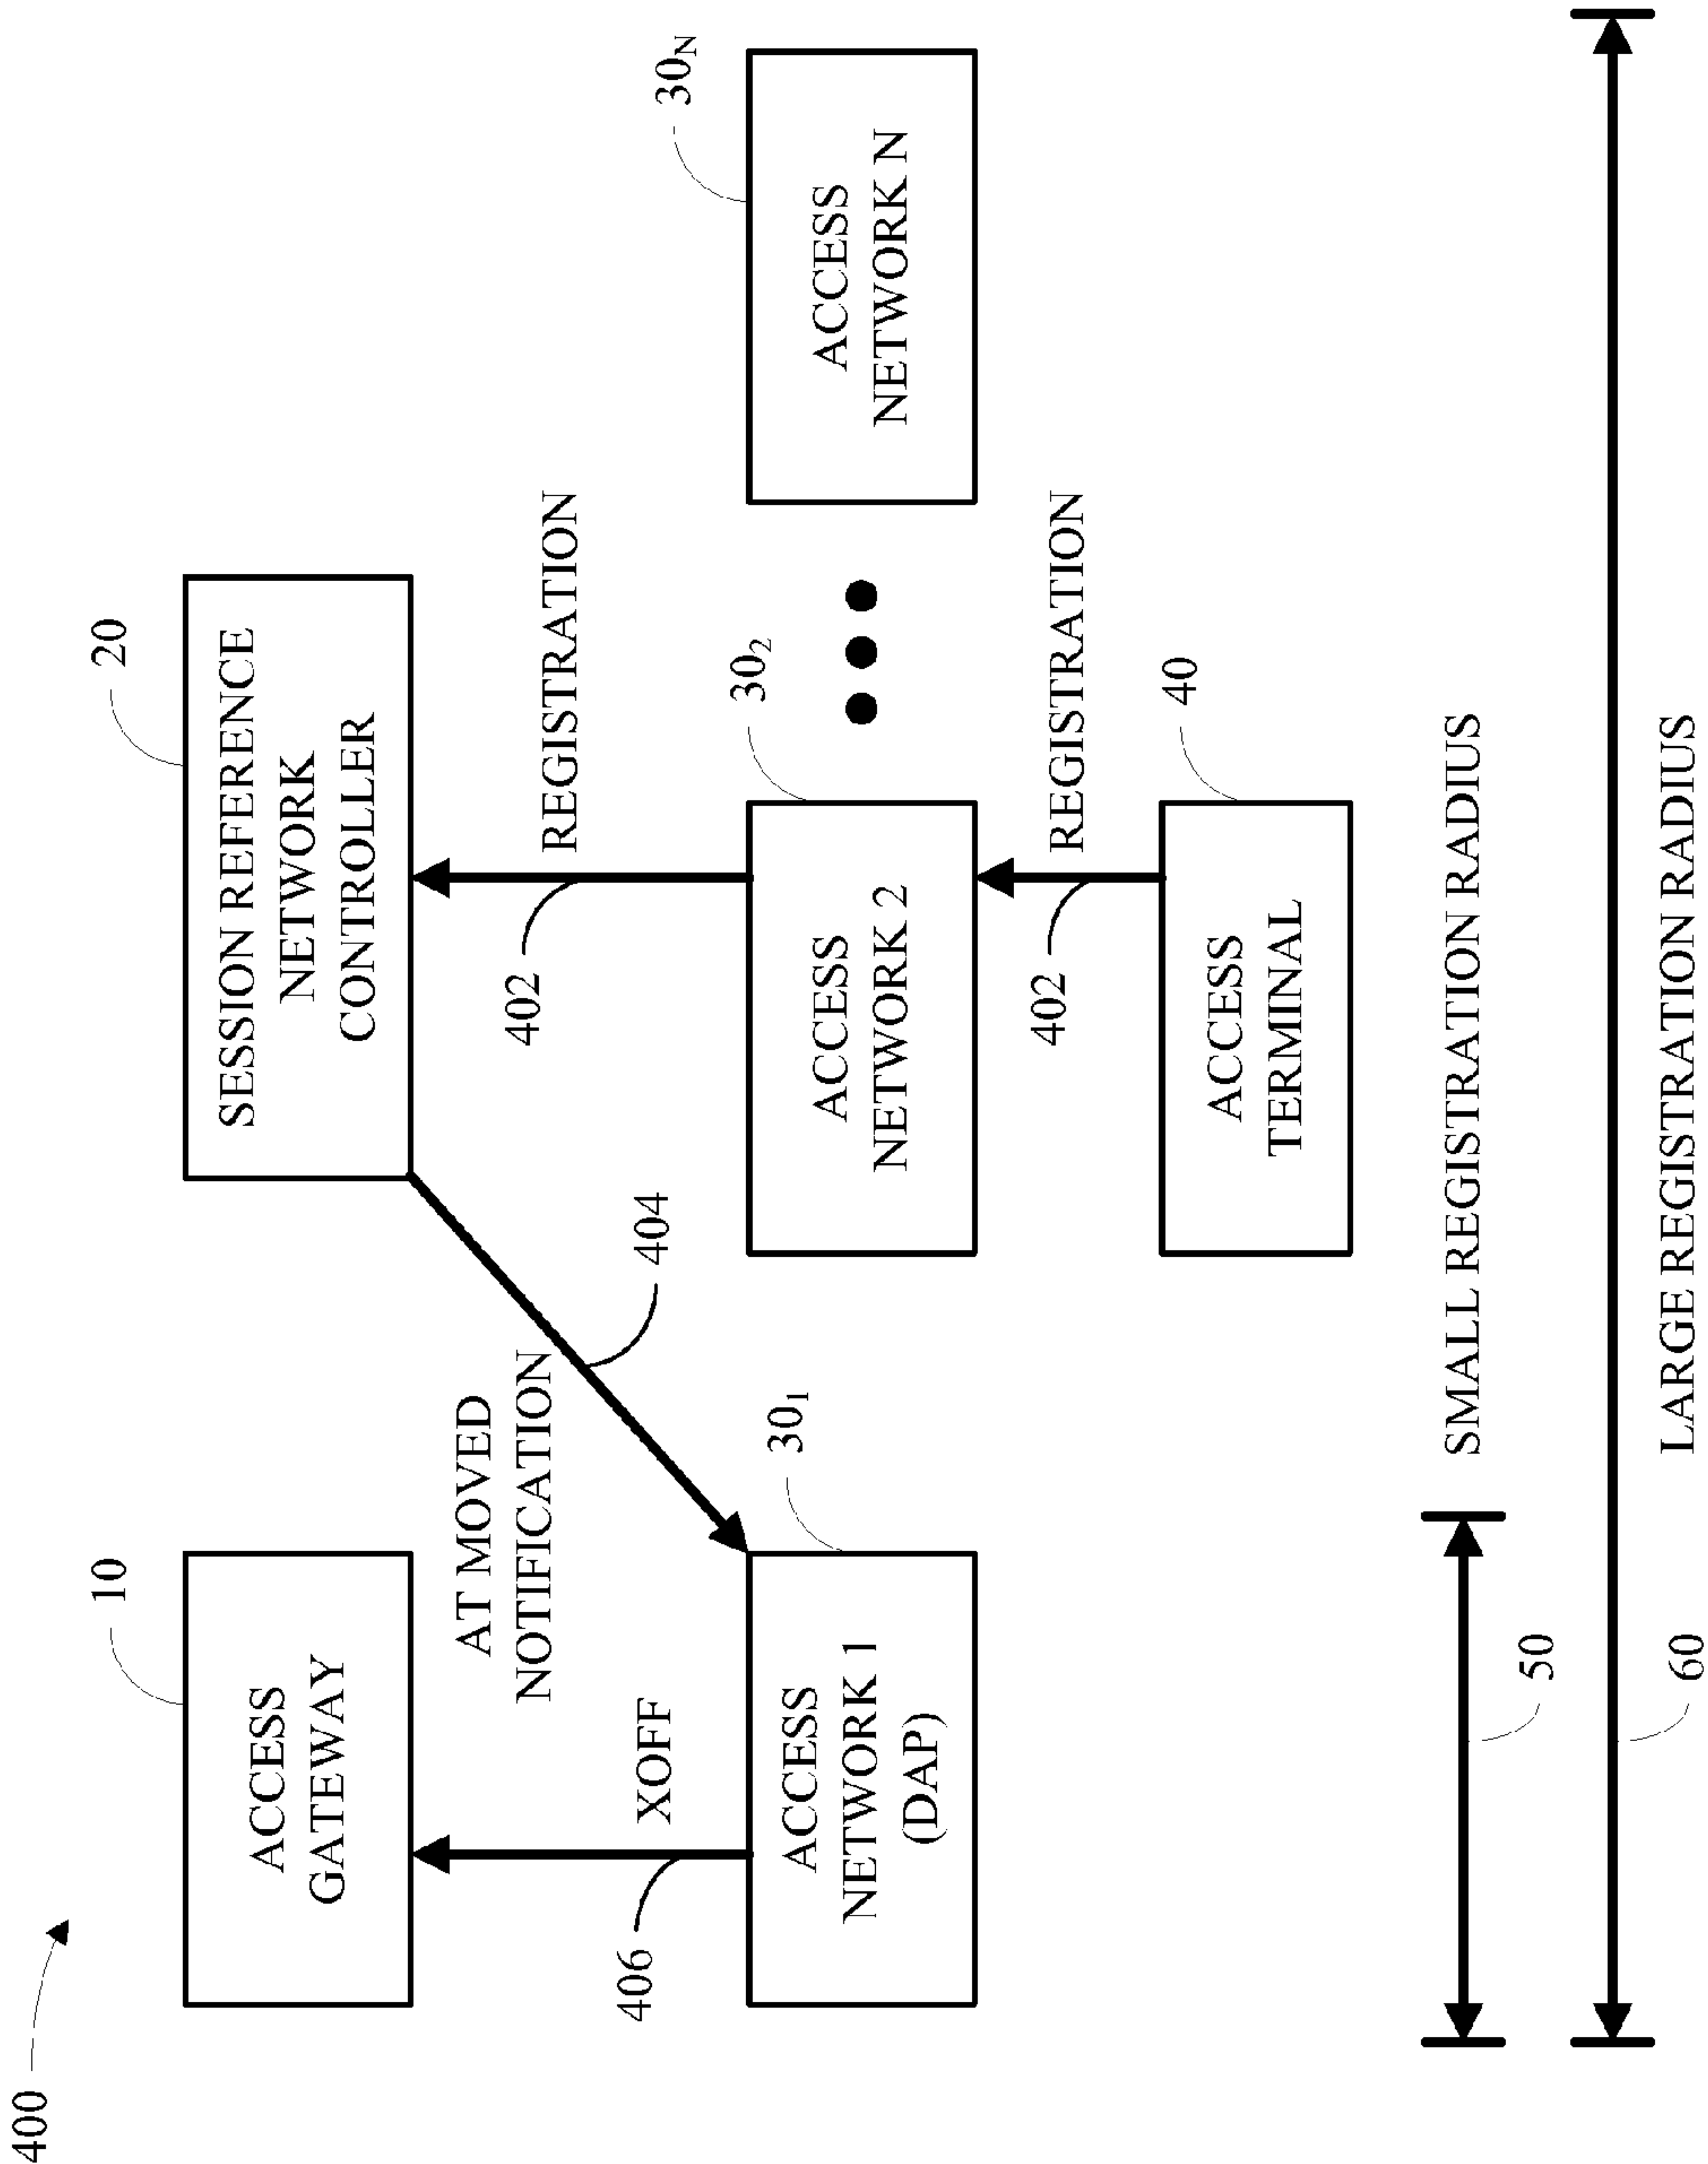 400
10
20
ACCESS
GATEWAY
SESSION REFERENCE
NETWORK
CONTROLLER
AT MOVED
NOTIFICATION
404
402
REGISTRATION
406
XOFF
30₁
30₂
30N
ACCESS
NETWORK 1
(DAP)
ACCESS
NETWORK 2
ACCESS
NETWORK N
402
REGISTRATION
40
ACCESS
TERMINAL
SMALL REGISTRATION RADIUS
50
LARGE REGISTRATION RADIUS
60